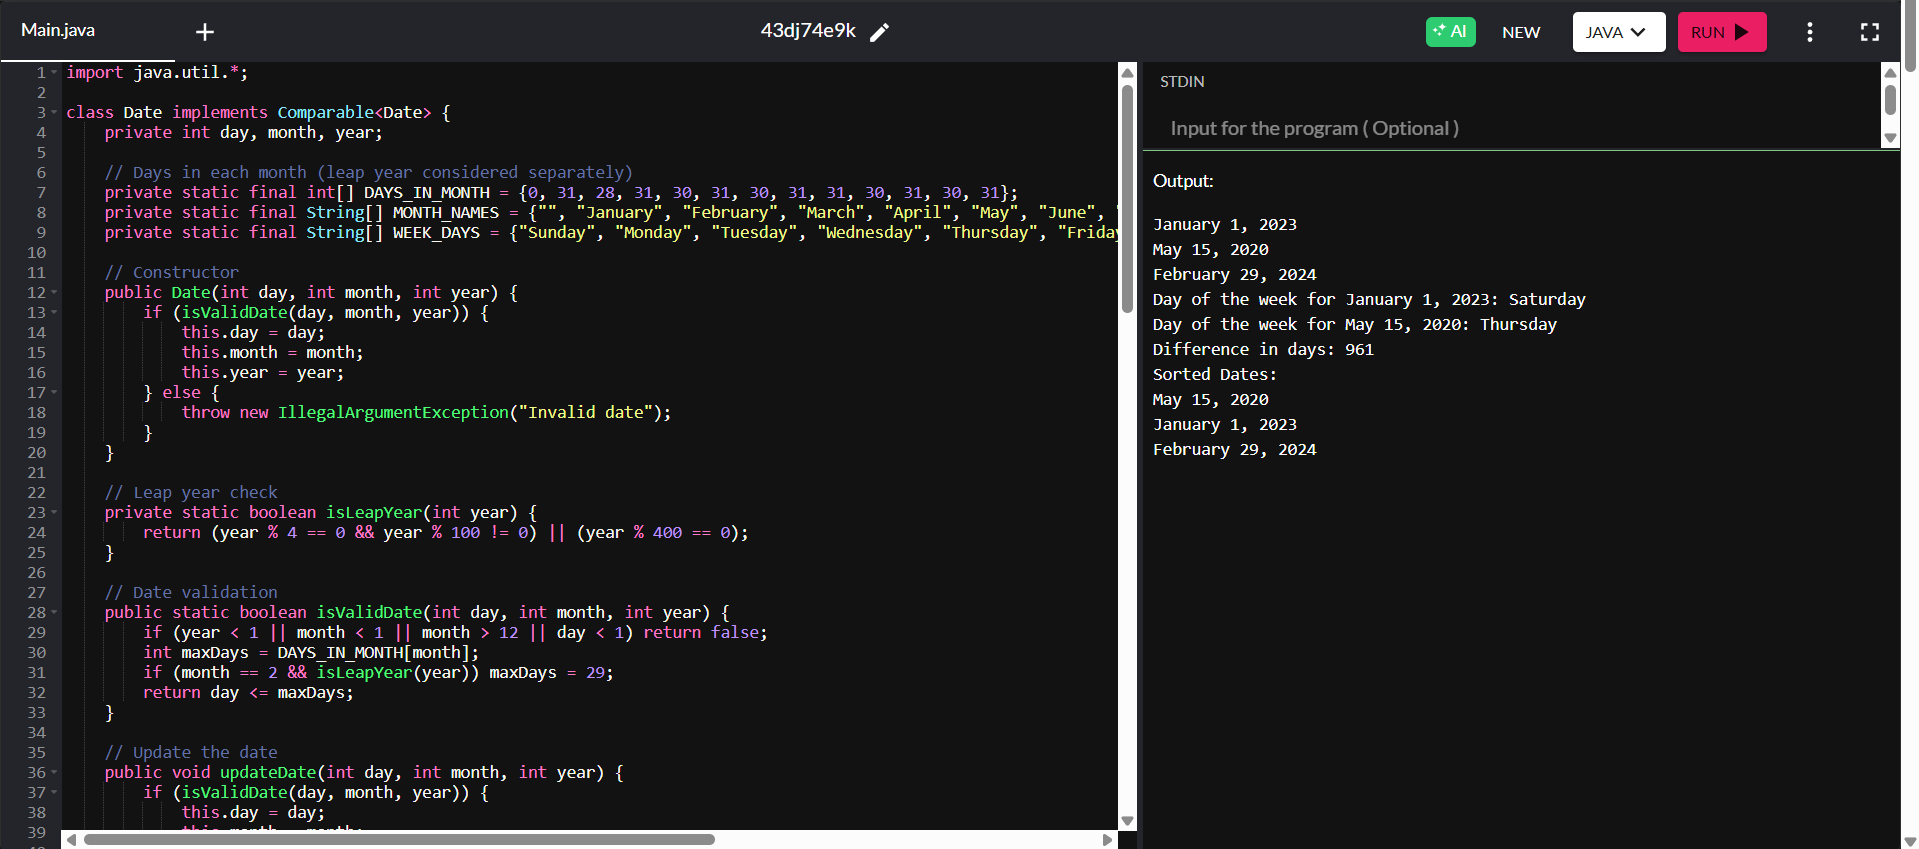 Main.java
+
43dj74e9k
AI
NEW
JAVA
RUN
1 import java.util.*;
2
3 class Date implements Comparable<Date> {
4     private int day, month, year;
5
6     // Days in each month (leap year considered separately)
7     private static final int[] DAYS_IN_MONTH = {0, 31, 28, 31, 30, 31, 30, 31, 31, 30, 31, 30, 31};
8     private static final String[] MONTH_NAMES = {"", "January", "February", "March", "April", "May", "June",
9     private static final String[] WEEK_DAYS = {"Sunday", "Monday", "Tuesday", "Wednesday", "Thursday", "Friday
10
11     // Constructor
12     public Date(int day, int month, int year) {
13         if (isValidDate(day, month, year)) {
14             this.day = day;
15             this.month = month;
16             this.year = year;
17         } else {
18             throw new IllegalArgumentException("Invalid date");
19         }
20     }
21
22     // Leap year check
23     private static boolean isLeapYear(int year) {
24         return (year % 4 == 0 && year % 100 != 0) || (year % 400 == 0);
25     }
26
27     // Date validation
28     public static boolean isValidDate(int day, int month, int year) {
29         if (year < 1 || month < 1 || month > 12 || day < 1) return false;
30         int maxDays = DAYS_IN_MONTH[month];
31         if (month == 2 && isLeapYear(year)) maxDays = 29;
32         return day <= maxDays;
33     }
34
35     // Update the date
36     public void updateDate(int day, int month, int year) {
37         if (isValidDate(day, month, year)) {
38             this.day = day;
39
STDIN
Input for the program ( Optional )
Output:
January 1, 2023
May 15, 2020
February 29, 2024
Day of the week for January 1, 2023: Saturday
Day of the week for May 15, 2020: Thursday
Difference in days: 961
Sorted Dates:
May 15, 2020
January 1, 2023
February 29, 2024